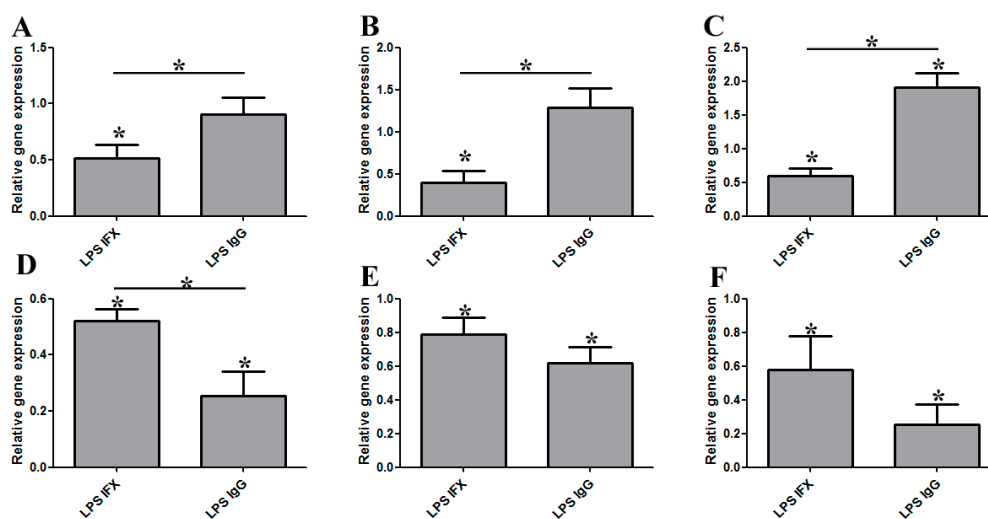 A
Relative gene expression
1.5
1.0
0.5
0.0
*
*
LPS IFX
LPS IgG
B
Relative gene expression
2.0
1.5
1.0
0.5
0.0
*
*
LPS IFX
LPS IgG
C
Relative gene expression
2.5
2.0
1.5
1.0
0.5
0.0
*
*
*
LPS IFX
LPS IgG
D
Relative gene expression
0.6
0.4
0.2
0.0
*
*
*
LPS IFX
LPS IgG
E
Relative gene expression
1.0
0.8
0.6
0.4
0.2
0.0
*
*
LPS IFX
LPS IgG
F
Relative gene expression
1.0
0.8
0.6
0.4
0.2
0.0
*
*
LPS IFX
LPS IgG